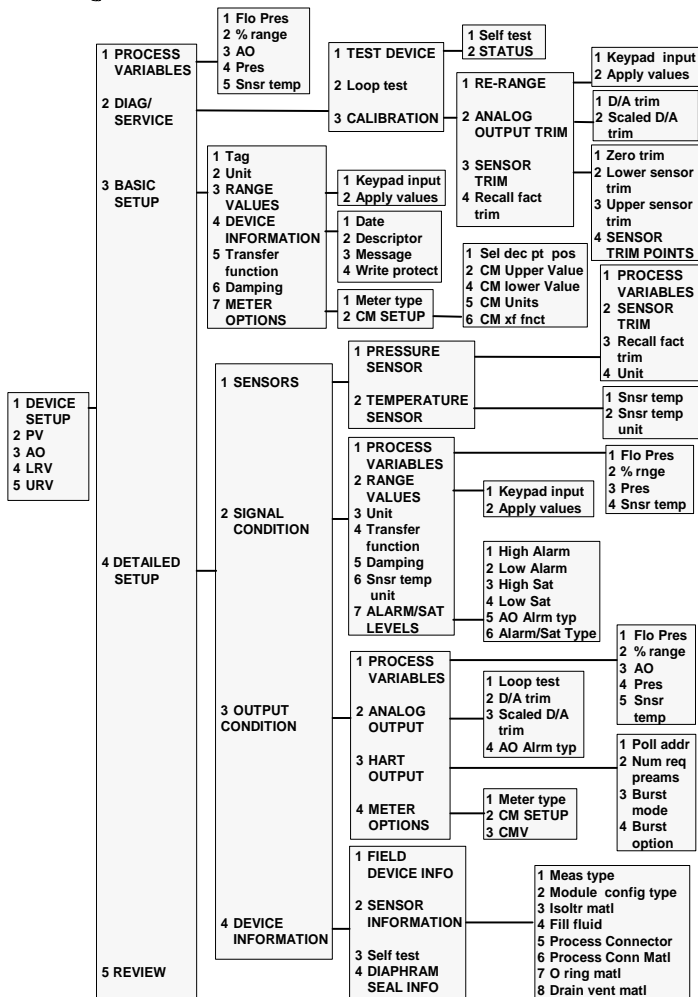 1 DEVICE
SETUP
2 PV
3 AO
4 LRV
5 URV
1 PROCESS
VARIABLES
2 DIAG/
SERVICE
3 BASIC
SETUP
4 DETAILED
SETUP
5 REVIEW
1 Flo Pres
2 % range
3 AO
4 Pres
5 Snsr temp
1 TEST DEVICE
2 Loop test
3 CALIBRATION
1 Self test
2 STATUS
1 RE-RANGE
2 ANALOG
OUTPUT TRIM
3 SENSOR
TRIM
4 Recall fact
trim
1 Keypad input
2 Apply values
1 D/A trim
2 Scaled D/A
trim
1 Zero trim
2 Lower sensor
trim
3 Upper sensor
trim
4 SENSOR
TRIM POINTS
1 Tag
2 Unit
3 RANGE
VALUES
4 DEVICE
INFORMATION
5 Transfer
function
6 Damping
7 METER
OPTIONS
1 Keypad input
2 Apply values
1 Date
2 Descriptor
3 Message
4 Write protect
1 Meter type
2 CM SETUP
1 Sel dec pt pos
2 CM Upper Value
4 CM lower Value
5 CM Units
6 CM xf fnct
1 SENSORS
2 SIGNAL
CONDITION
3 OUTPUT
CONDITION
4 DEVICE
INFORMATION
1 PRESSURE
SENSOR
2 TEMPERATURE
SENSOR
1 PROCESS
VARIABLES
2 SENSOR
TRIM
3 Recall fact
trim
4 Unit
1 Snsr temp
2 Snsr temp
unit
1 PROCESS
VARIABLES
2 RANGE
VALUES
3 Unit
4 Transfer
function
5 Damping
6 Snsr temp
unit
7 ALARM/SAT
LEVELS
1 Flo Pres
2 % rnge
3 Pres
4 Snsr temp
1 Keypad input
2 Apply values
1 High Alarm
2 Low Alarm
3 High Sat
4 Low Sat
5 AO Alrm typ
6 Alarm/Sat Type
1 PROCESS
VARIABLES
2 ANALOG
OUTPUT
3 HART
OUTPUT
4 METER
OPTIONS
1 Flo Pres
2 % range
3 AO
4 Pres
5 Snsr
temp
1 Loop test
2 D/A trim
3 Scaled D/A
trim
4 AO Alrm typ
1 Poll addr
2 Num req
preams
3 Burst
mode
4 Burst
option
1 Meter type
2 CM SETUP
3 CMV
1 FIELD
DEVICE INFO
2 SENSOR
INFORMATION
3 Self test
4 DIAPHRAM
SEAL INFO
1 Meas type
2 Module config type
3 Isoltr matl
4 Fill fluid
5 Process Connector
6 Process Conn Matl
7 O ring matl
8 Drain vent matl